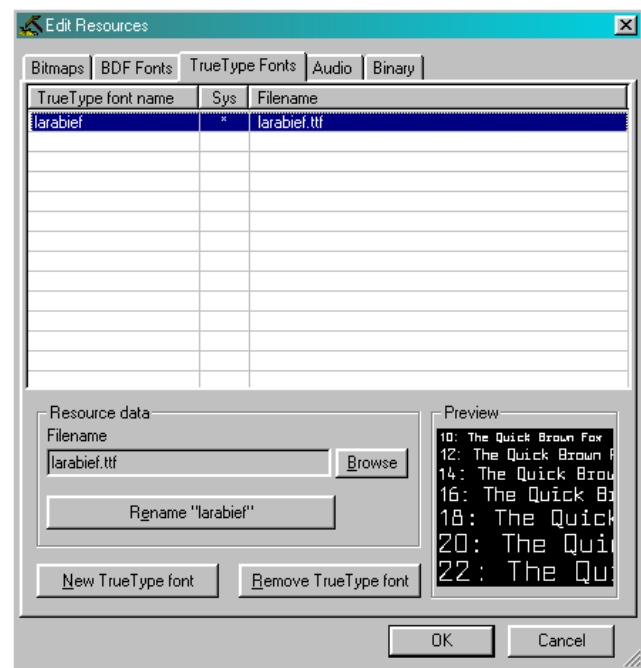 Edit Resources
Bitmaps BDF Fonts TrueType Fonts Audio Binary
TrueType font name Sys Filename
larabief * larabief.ttf
Resource data
Filename
larabief.ttf Browse
Rename "larabief"
New TrueType font Remove TrueType font
Preview
10: The Quick Brown Fox
12: The Quick Brown F
14: The Quick Brow
16: The Quick Br
18: The Quick
20: The Qui
22: The Qu
OK Cancel